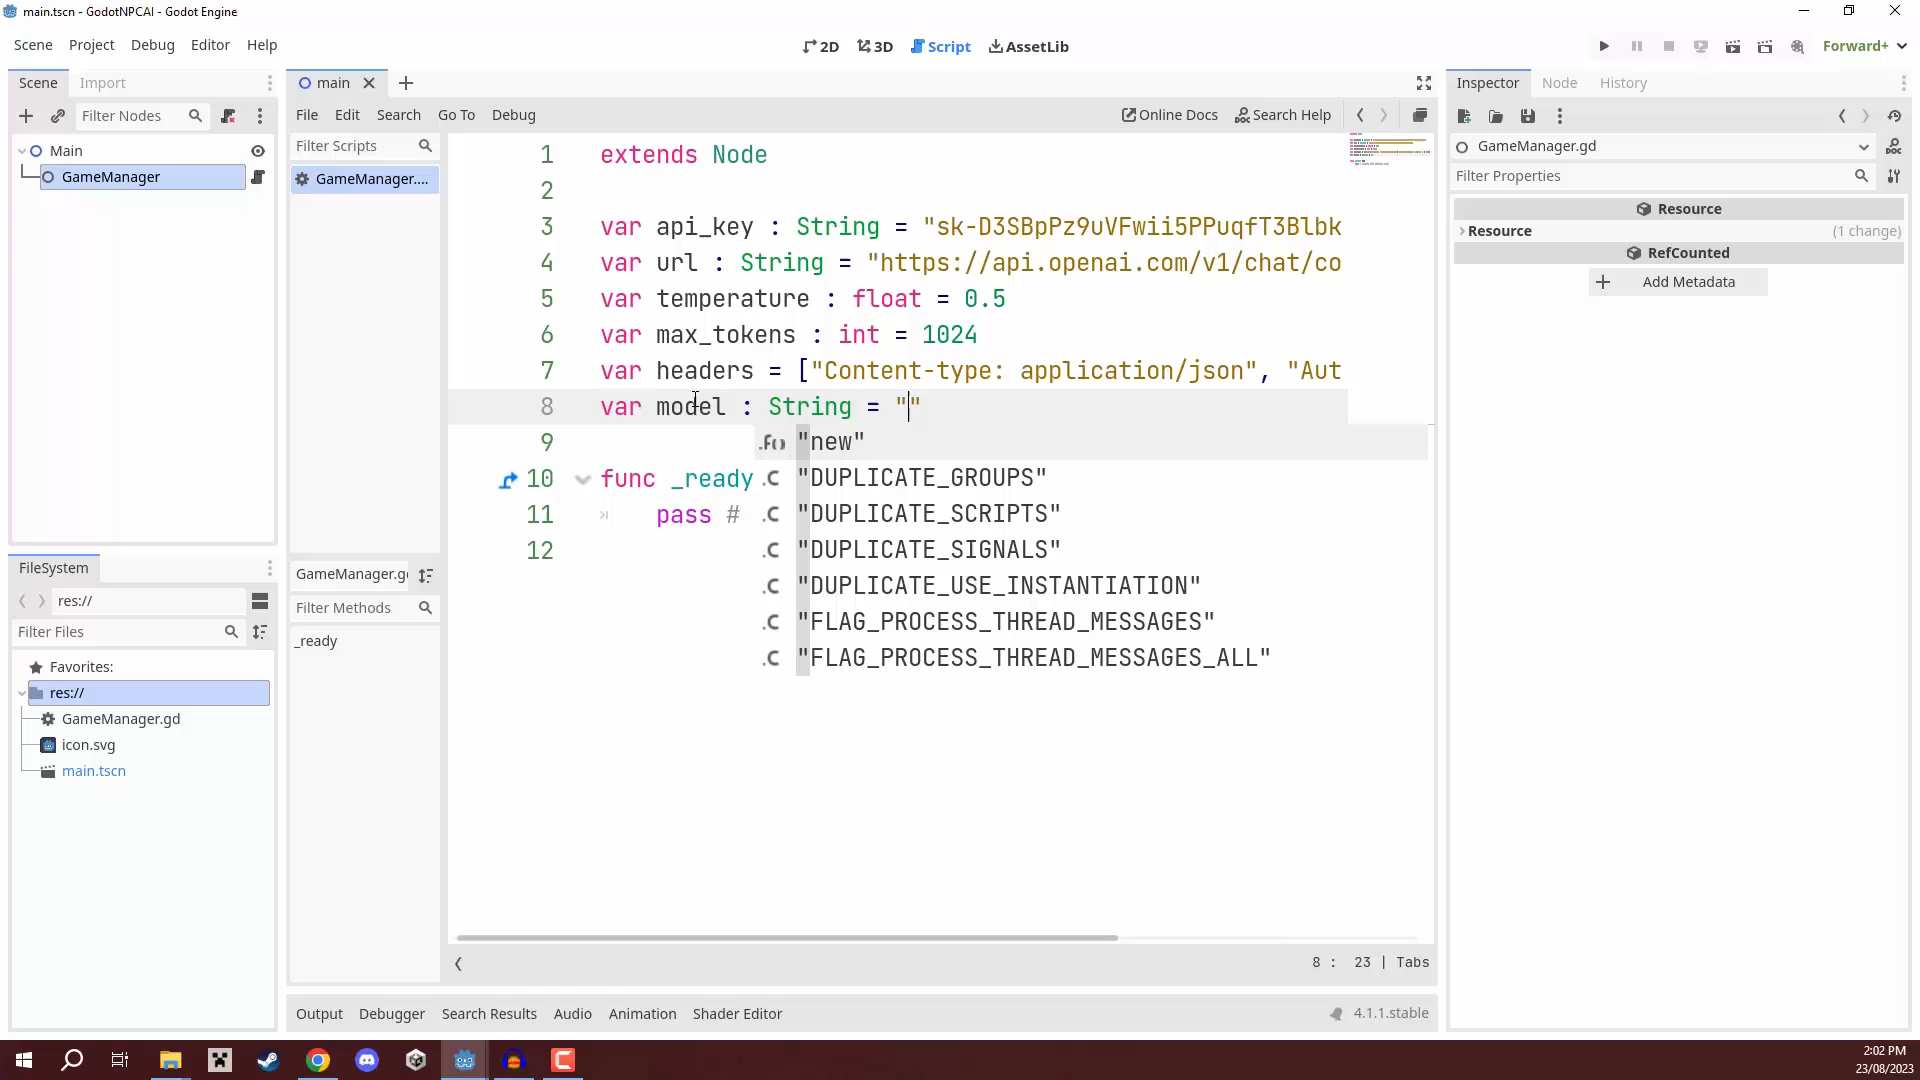 main.tscn - GodotNPCAI - Godot Engine
Scene Project Debug Editor Help
2D 3D Script AssetLib
Forward+
Scene Import
main
Inspector Node History
Filter Nodes
File Edit Search Go To Debug
Online Docs Search Help
Main
GameManager
Filter Scripts
GameManager....
GameManager.gd
Filter Properties
Resource
Resource (1 change)
RefCounted
Add Metadata
1 extends Node
2
3 var api_key : String = "sk-D3SBpPz9uVFwii5PPuqfT3Blbk
4 var url : String = "https://api.openai.com/v1/chat/co
5 var temperature : float = 0.5
6 var max_tokens : int = 1024
7 var headers = ["Content-type: application/json", "Aut
8 var model : String = ""
9
"new"
10 func _ready
"DUPLICATE_GROUPS"
11 pass #
"DUPLICATE_SCRIPTS"
12
"DUPLICATE_SIGNALS"
"DUPLICATE_USE_INSTANTIATION"
"FLAG_PROCESS_THREAD_MESSAGES"
"FLAG_PROCESS_THREAD_MESSAGES_ALL"
FileSystem
res://
Filter Files
Favorites:
res://
GameManager.gd
icon.svg
main.tscn
GameManager.g
Filter Methods
_ready
8 : 23 | Tabs
Output Debugger Search Results Audio Animation Shader Editor
4.1.1.stable
2:02 PM
23/08/2023